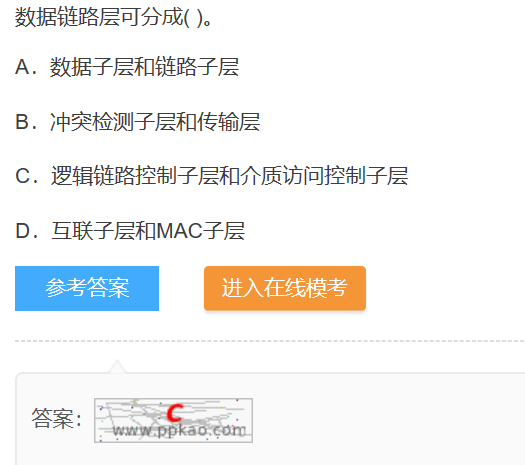 数据链路层可分成( )。
A．数据子层和链路子层
B．冲突检测子层和传输层
C．逻辑链路控制子层和介质访问控制子层
D．互联子层和MAC子层
参考答案 进入在线模考
答案： C
www.ppkao.com